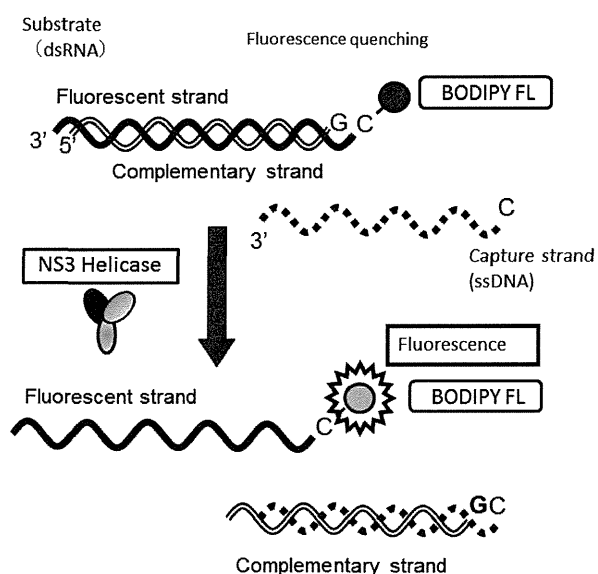 Substrate
(dsRNA)
Fluorescence quenching
BODIPY FL
Fluorescent strand
G C
3' 5'
Complementary strand
C
3'
Capture strand
(ssDNA)
NS3 Helicase
Fluorescence
Fluorescent strand
BODIPY FL
C
GC
Complementary strand